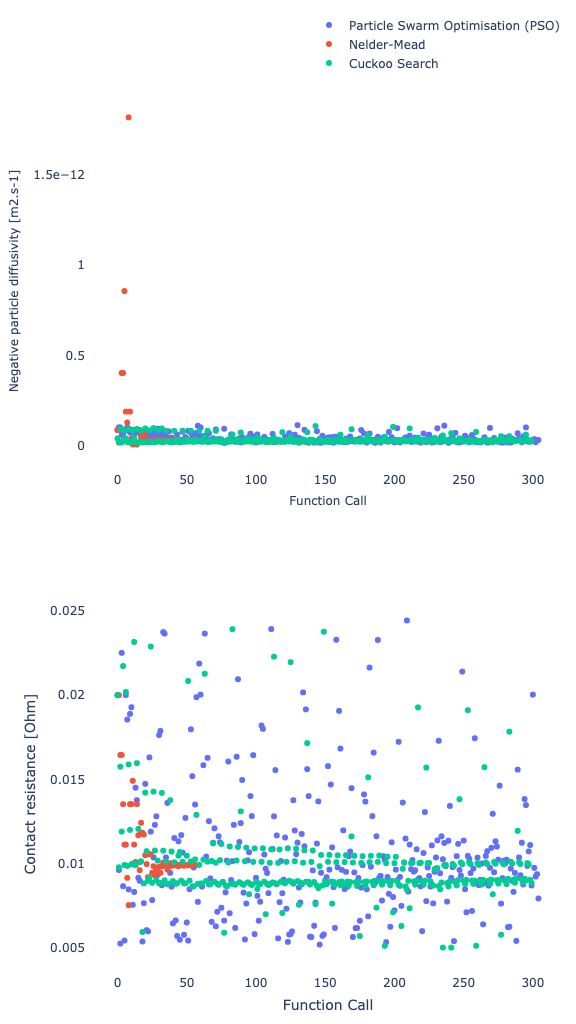 Particle Swarm Optimisation (PSO)
Nelder-Mead
Cuckoo Search
Negative particle diffusivity [m2.s-1]
1.5e−12
1
0.5
0
0 50 100 150 200 250 300
Function Call
Contact resistance [Ohm]
0.025
0.02
0.015
0.01
0.005
0 50 100 150 200 250 300
Function Call